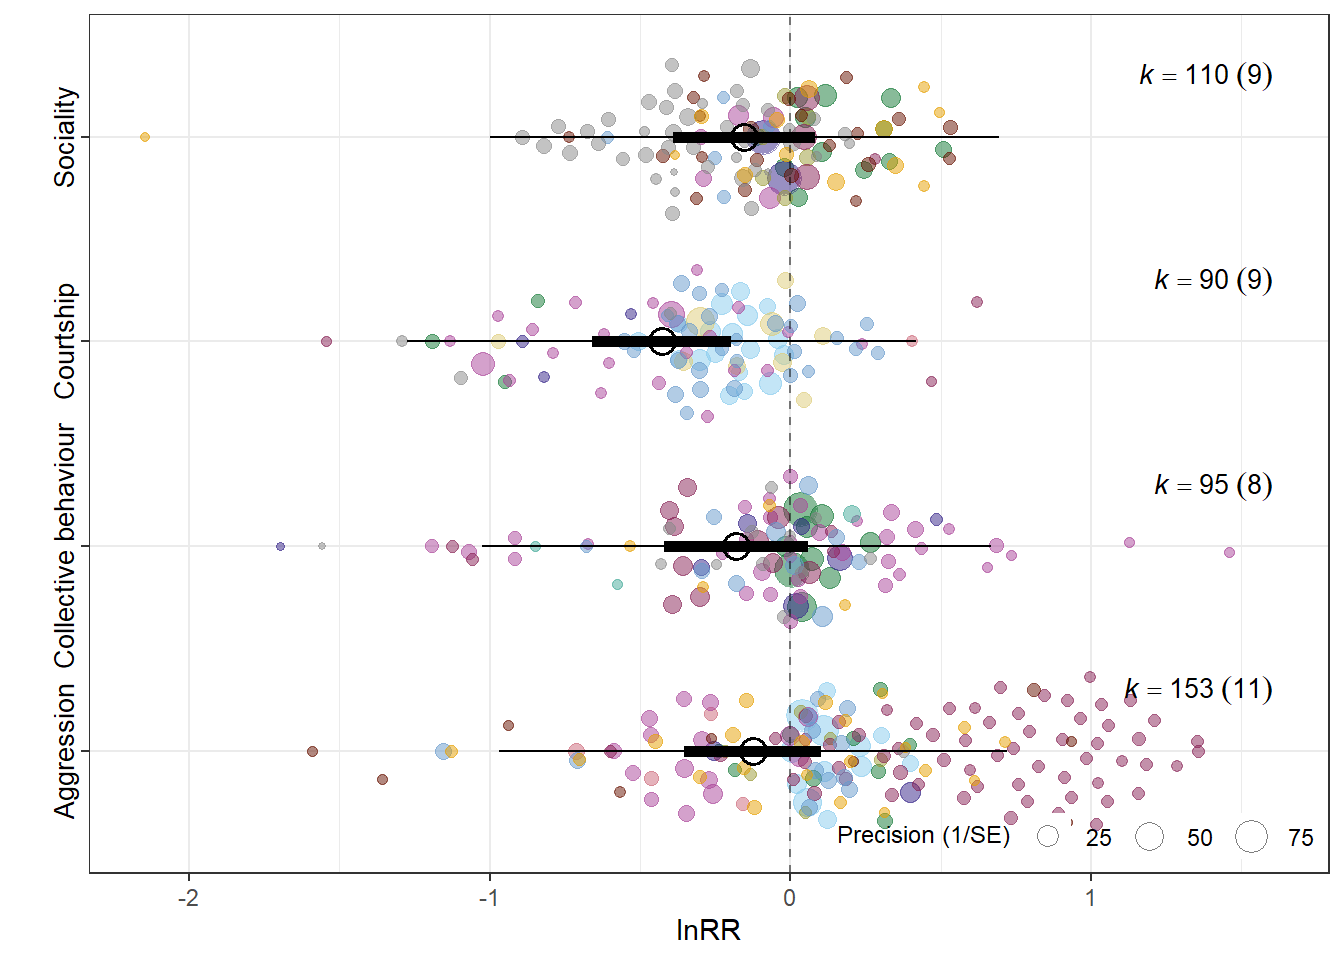 Sociality
k = 110 (9)
Courtship
k = 90 (9)
Collective behaviour
k = 95 (8)
Aggression
k = 153 (11)
Precision (1/SE) 25 50 75
-2 -1 0 1
lnRR